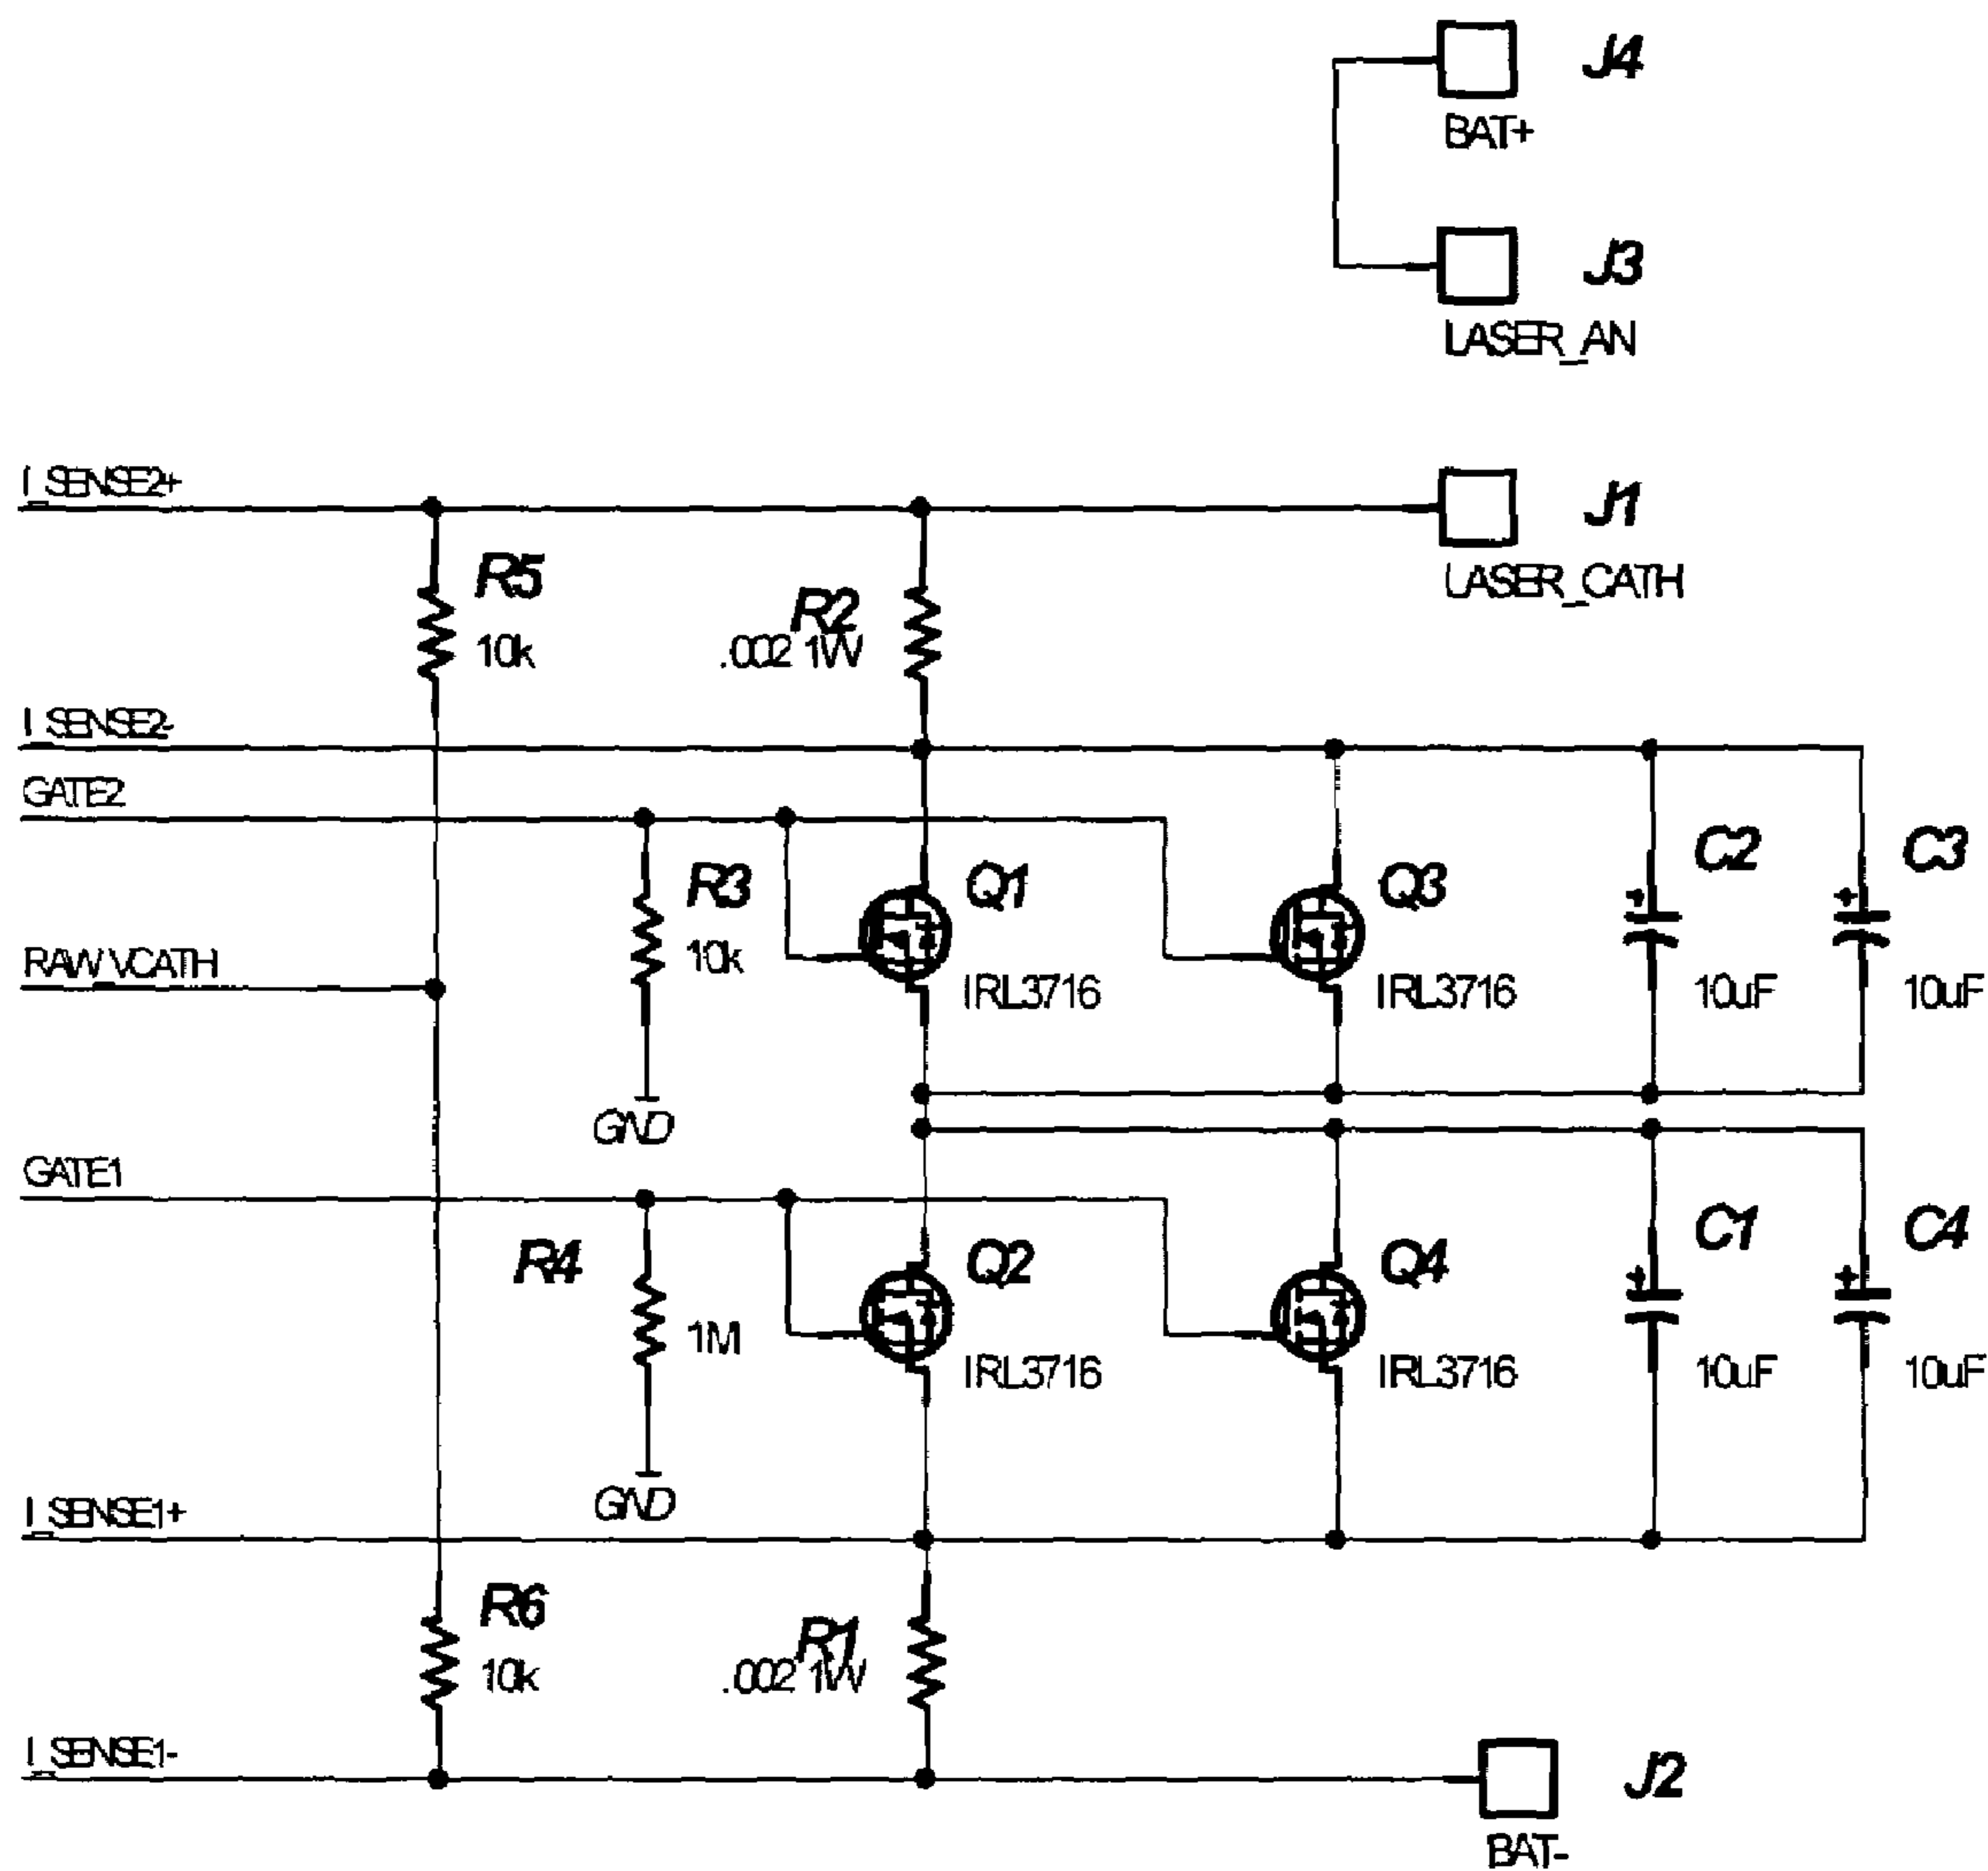 J4
BAT+
J3
LASER_AN
I_SENSE2+
J1
R5
LASER_CATH
R2
10k
.002 1W
I_SENSE2-
GATE2
C2
C3
R3
Q1
Q3
10k
RAW_VCATH
IRL3716
IRL3716
10uF
10uF
GND
GATE1
C1
C4
R4
Q2
Q4
1M
IRL3716
IRL3716
10uF
10uF
GND
I_SENSE1+
R6
R1
10k
.002 1W
I_SENSE1-
J2
BAT-